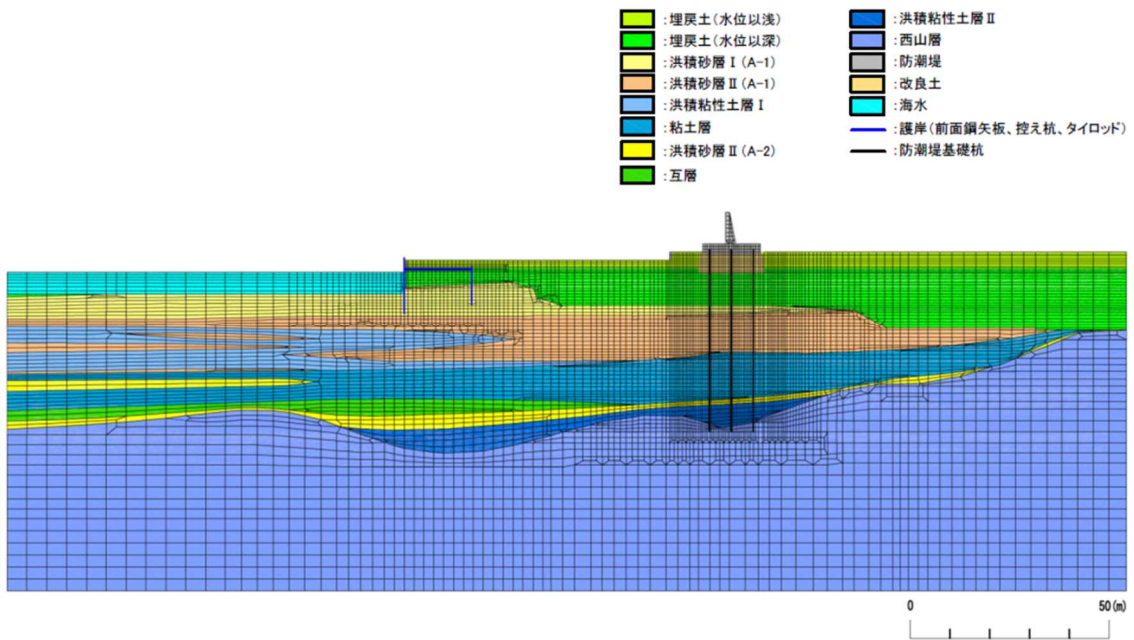 :埋戻土(水位以浅)
:埋戻土(水位以深)
:洪積砂層Ⅰ(A-1)
:洪積砂層Ⅱ(A-1)
:洪積粘性土層Ⅰ
:粘土層
:洪積砂層Ⅱ(A-2)
:互層
:洪積粘性土層Ⅱ
:西山層
:防潮堤
:改良土
:海水
:護岸(前面鋼矢板、控え杭、タイロッド)
:防潮堤基礎杭
0 50(m)